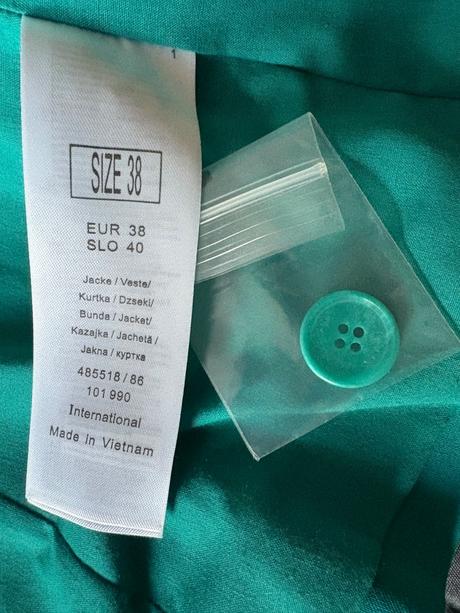 1
SIZE 38
EUR 38
SLO 40
Jacke / Veste/
Kurtka / Dzseki/
Bunda / Jacket/
Kazajka / Jachetă /
Jakna / куртка
485518 / 86
101 990
International
Made In Vietnam